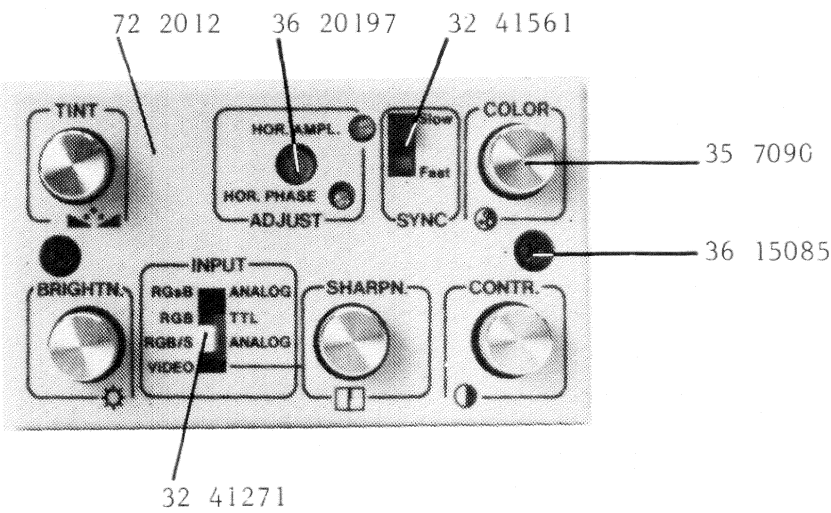 72 2012
36 20197
32 41561
TINT
HOR. AMPL.
HOR. PHASE
ADJUST
Slow
Fast
SYNC
COLOR
35 7090
36 15085
BRIGHTN.
INPUT
RGsB ANALOG
RGB TTL
RGB/S ANALOG
VIDEO
SHARPN.
CONTR.
32 41271